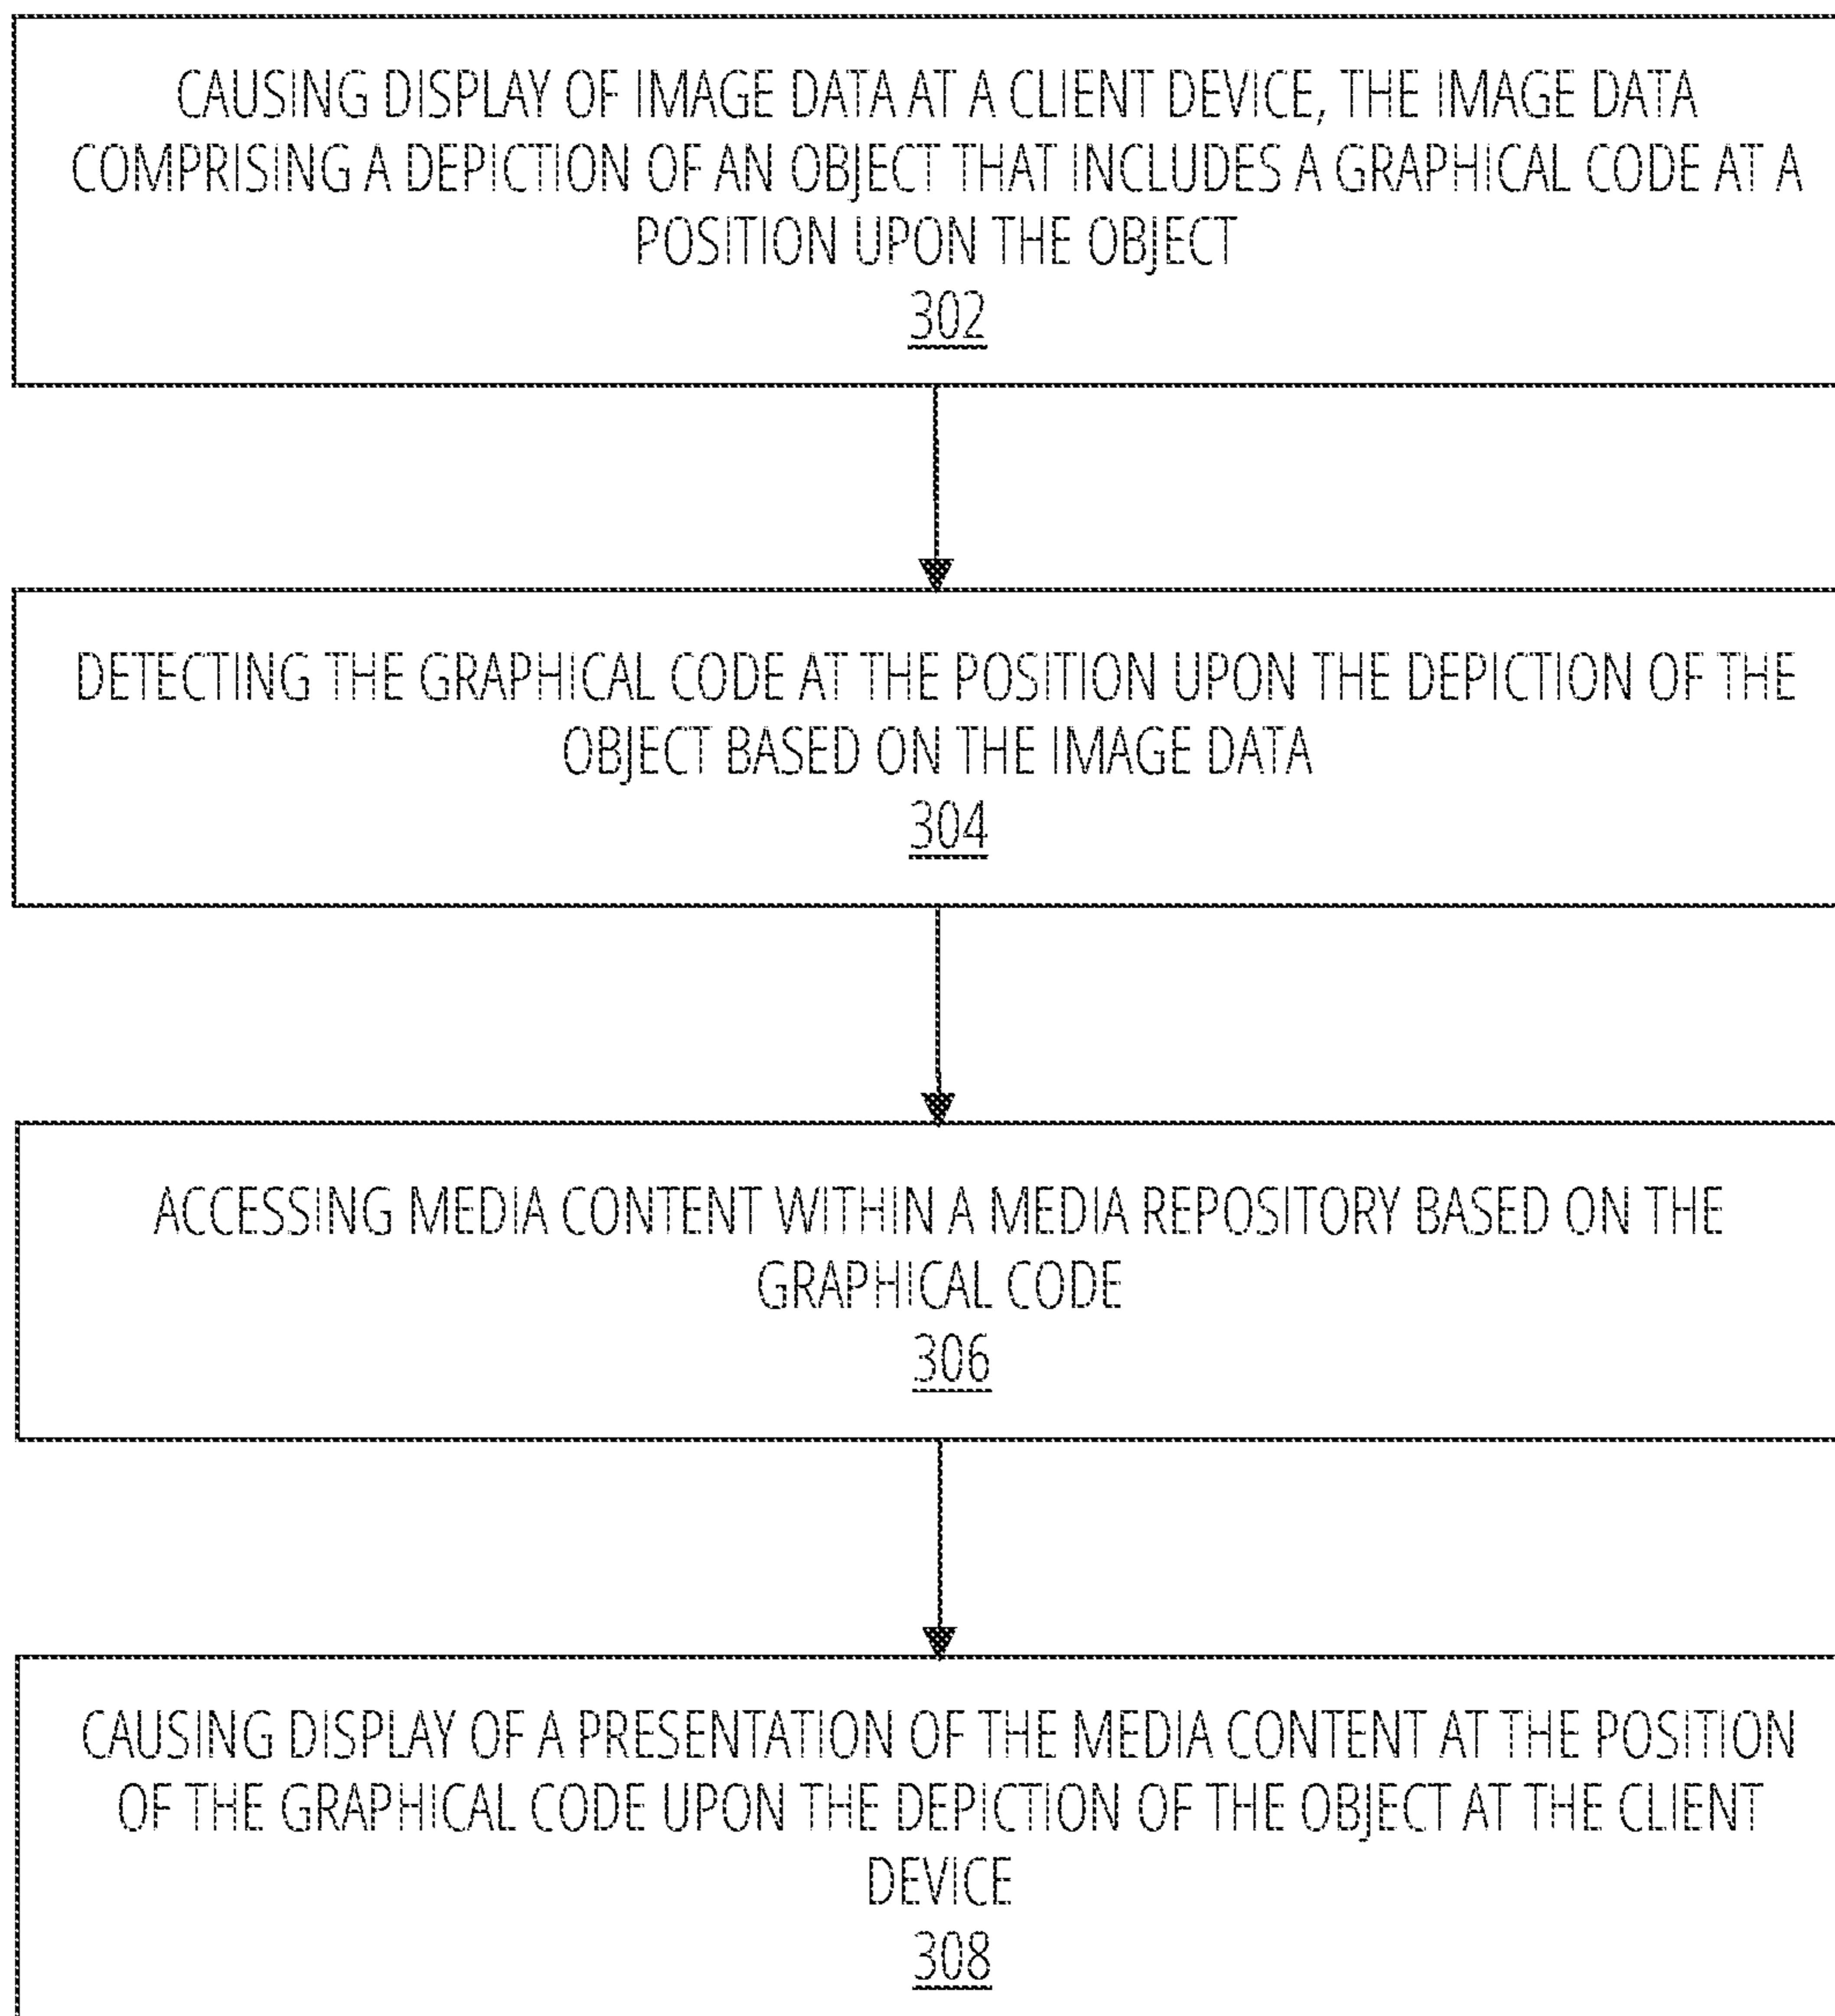 CAUSING DISPLAY OF IMAGE DATA AT A CLIENT DEVICE, THE IMAGE DATA
COMPRISING A DEPICTION OF AN OBJECT THAT INCLUDES A GRAPHICAL CODE AT A
POSITION UPON THE OBJECT
302
DETECTING THE GRAPHICAL CODE AT THE POSITION UPON THE DEPICTION OF THE
OBJECT BASED ON THE IMAGE DATA
304
ACCESSING MEDIA CONTENT WITHIN A MEDIA REPOSITORY BASED ON THE
GRAPHICAL CODE
306
CAUSING DISPLAY OF A PRESENTATION OF THE MEDIA CONTENT AT THE POSITION
OF THE GRAPHICAL CODE UPON THE DEPICTION OF THE OBJECT AT THE CLIENT
DEVICE
308